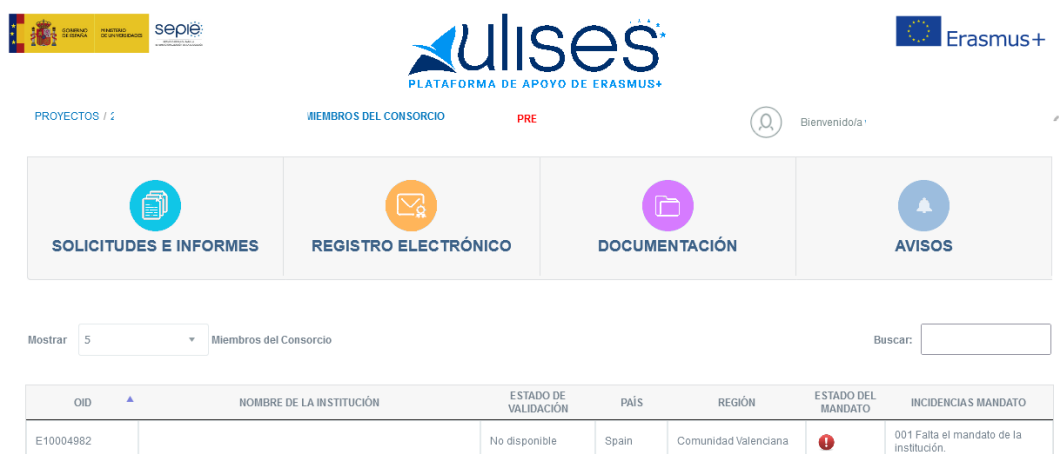 GOBIERNO DE ESPAÑA
MINISTERIO DE UNIVERSIDADES
sepie
ulises
PLATAFORMA DE APOYO DE ERASMUS+
Erasmus+
PROYECTOS / MIEMBROS DEL CONSORCIO
PRE
Bienvenido/a
SOLICITUDES E INFORMES
REGISTRO ELECTRÓNICO
DOCUMENTACIÓN
AVISOS
Mostrar 5 Miembros del Consorcio
Buscar:
OID NOMBRE DE LA INSTITUCIÓN ESTADO DE VALIDACIÓN PAÍS REGIÓN ESTADO DEL MANDATO INCIDENCIAS MANDATO
E10004982 No disponible Spain Comunidad Valenciana 001 Falta el mandato de la
institución.